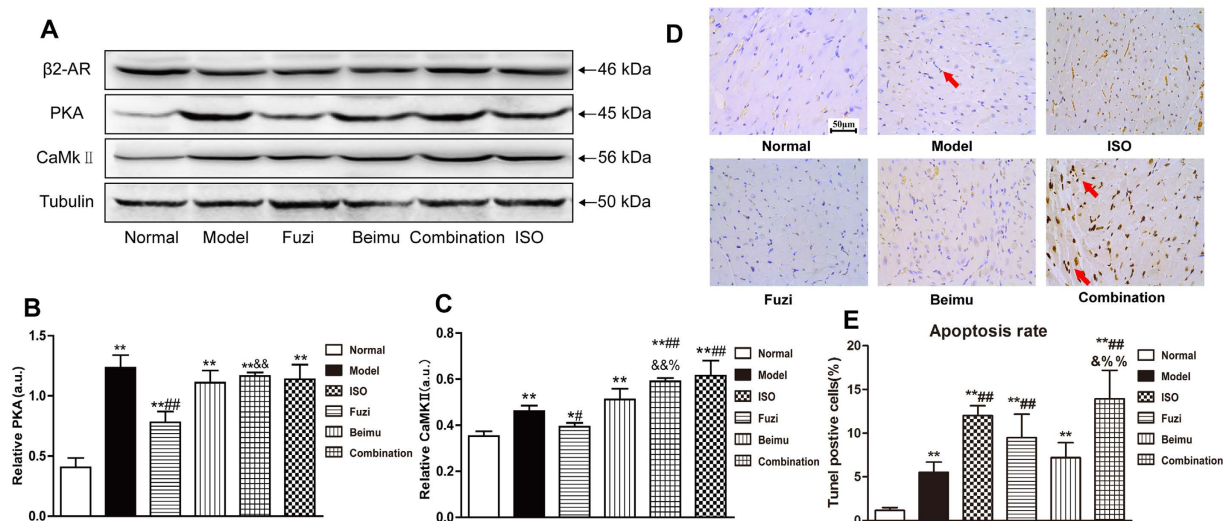 A
β2-AR
←46 kDa
PKA
←45 kDa
CaMk Ⅱ
←56 kDa
Tubulin
←50 kDa
Normal Model Fuzi Beimu Combination ISO
D
50μm
Normal Model ISO
Fuzi Beimu Combination
B
Relative PKA(a.u.)
1.5
1.0
0.5
0.0
**
**##
**
**&&
**
Normal
Model
ISO
Fuzi
Beimu
Combination
C
Relative CaMKII(a.u.)
0.8
0.6
0.4
0.2
0.0
**
*#
**
**##
&&%
**##
Normal
Model
ISO
Fuzi
Beimu
Combination
E
Apoptosis rate
Tunel postive cells(%)
20
15
10
5
0
**
**##
**##
**
**##
&%%
Normal
Model
ISO
Fuzi
Beimu
Combination